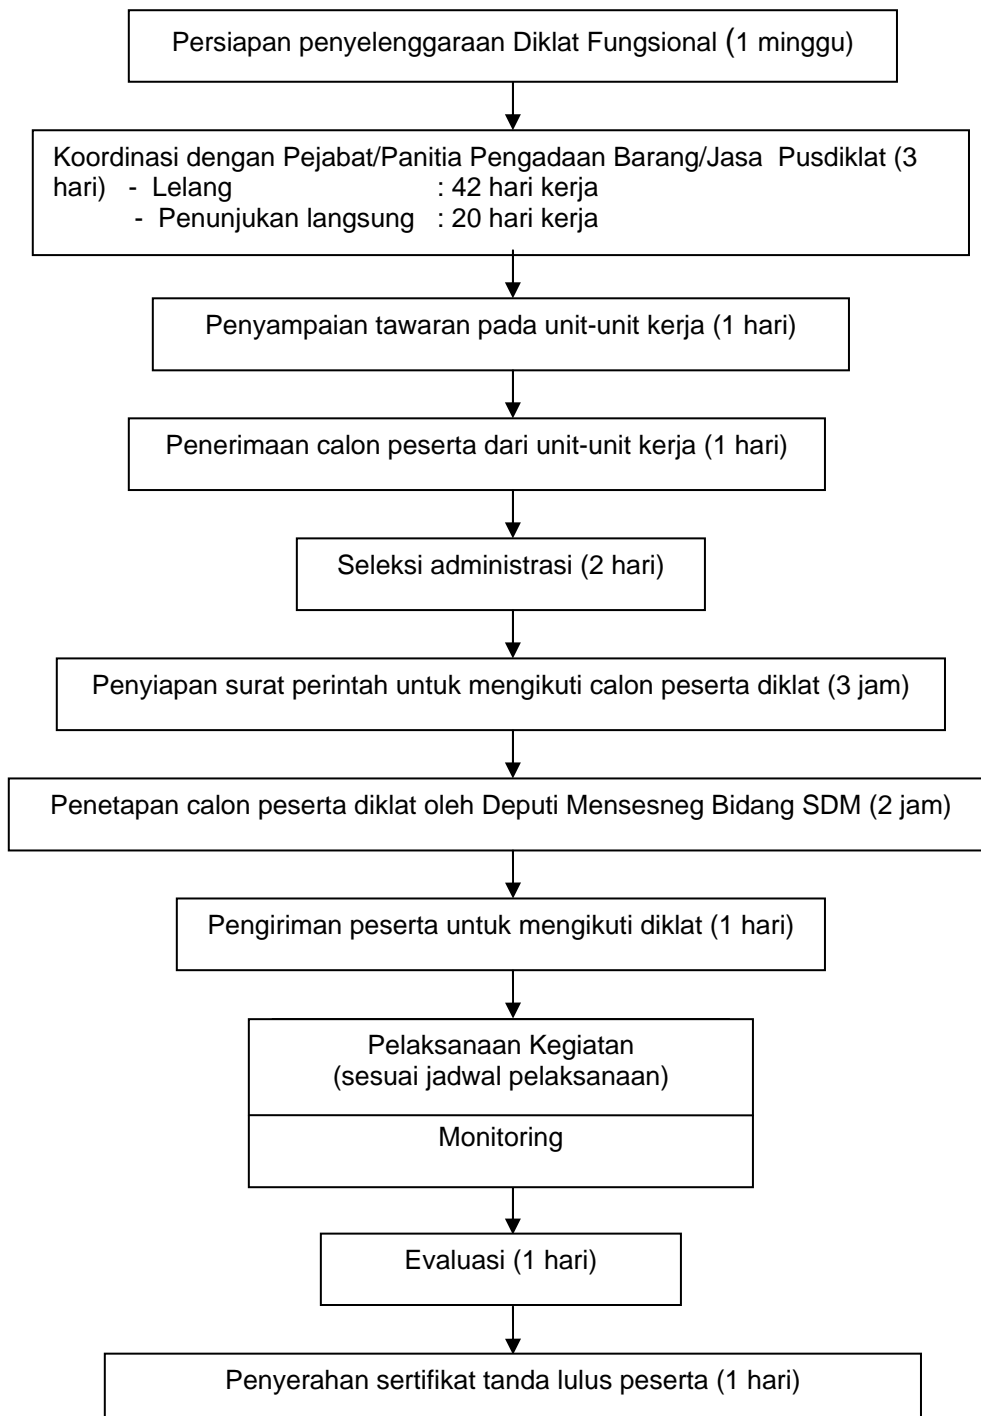 Persiapan penyelenggaraan Diklat Fungsional (1 minggu)
Koordinasi dengan Pejabat/Panitia Pengadaan Barang/Jasa Pusdiklat (3
hari) - Lelang : 42 hari kerja
- Penunjukan langsung : 20 hari kerja
Penyampaian tawaran pada unit-unit kerja (1 hari)
Penerimaan calon peserta dari unit-unit kerja (1 hari)
Seleksi administrasi (2 hari)
Penyiapan surat perintah untuk mengikuti calon peserta diklat (3 jam)
Penetapan calon peserta diklat oleh Deputi Mensesneg Bidang SDM (2 jam)
Pengiriman peserta untuk mengikuti diklat (1 hari)
Pelaksanaan Kegiatan
(sesuai jadwal pelaksanaan)
Monitoring
Evaluasi (1 hari)
Penyerahan sertifikat tanda lulus peserta (1 hari)